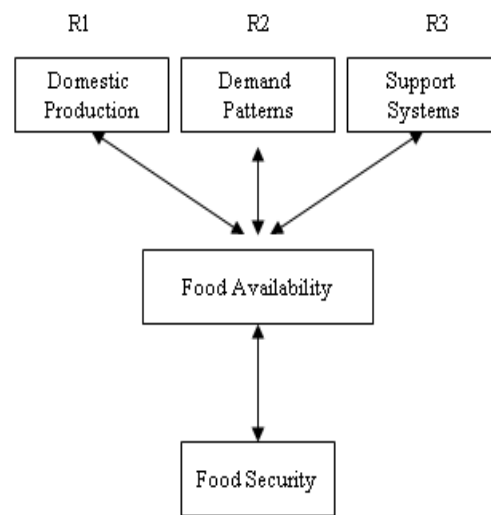 R1 R2 R3
Domestic
Production
Demand
Patterns
Support
Systems
Food Availability
Food Security